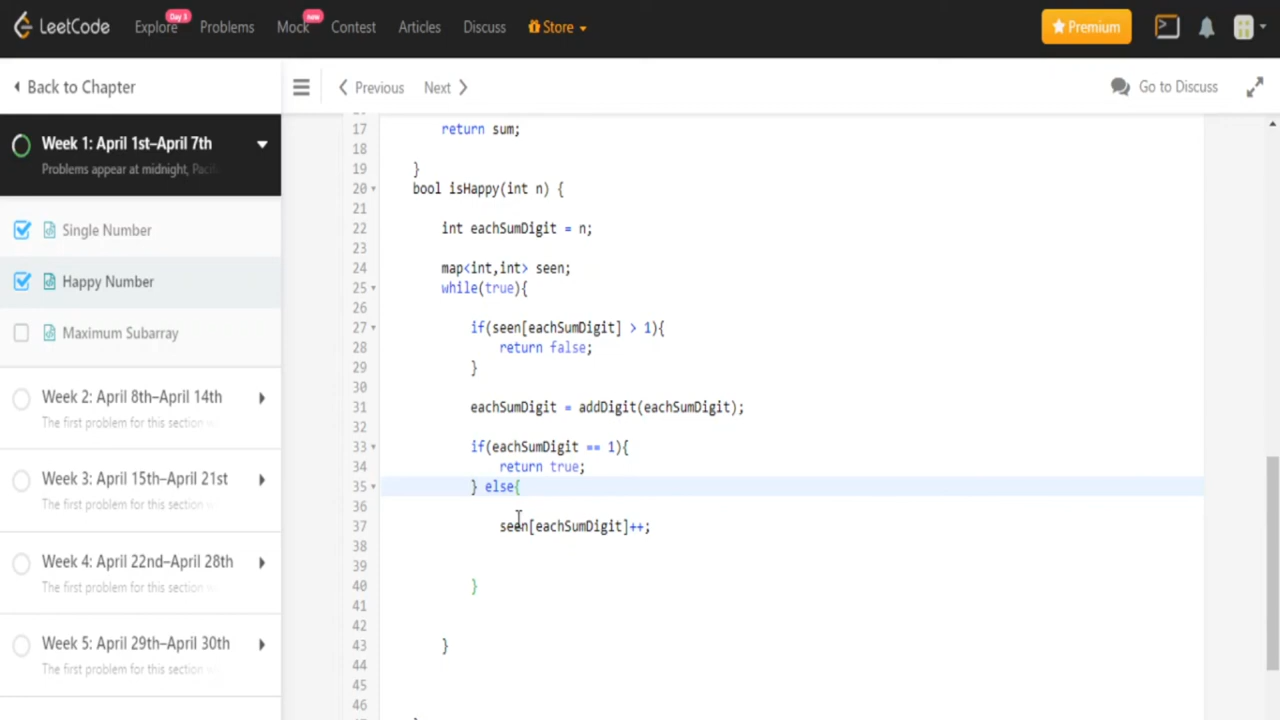 LeetCode
Explore
Day 3
Problems
Mock
new
Contest
Articles
Discuss
Store
Premium
Back to Chapter
Previous
Next
Go to Discuss
Week 1: April 1st–April 7th
Problems appear at midnight, Pacifi
Single Number
Happy Number
Maximum Subarray
Week 2: April 8th–April 14th
The first problem for this section w
Week 3: April 15th–April 21st
The first problem for this section w
Week 4: April 22nd–April 28th
The first problem for this section w
Week 5: April 29th–April 30th
The first problem for this section w
17 return sum;
18
19 }
20 bool isHappy(int n) {
21
22 int eachSumDigit = n;
23
24 map<int,int> seen;
25 while(true){
26
27 if(seen[eachSumDigit] > 1){
28 return false;
29 }
30
31 eachSumDigit = addDigit(eachSumDigit);
32
33 if(eachSumDigit == 1){
34 return true;
35 } else{
36
37 seen[eachSumDigit]++;
38
39
40 }
41
42
43 }
44
45
46